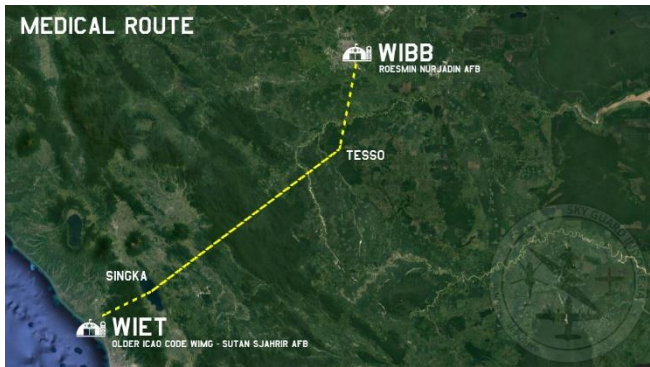 MEDICAL ROUTE
WIBB
ROESMIN NURJADIN AFB
TESSO
SINGKA
WIET
OLDER ICAO CODE WIMG - SUTAN SJAHRIR AFB